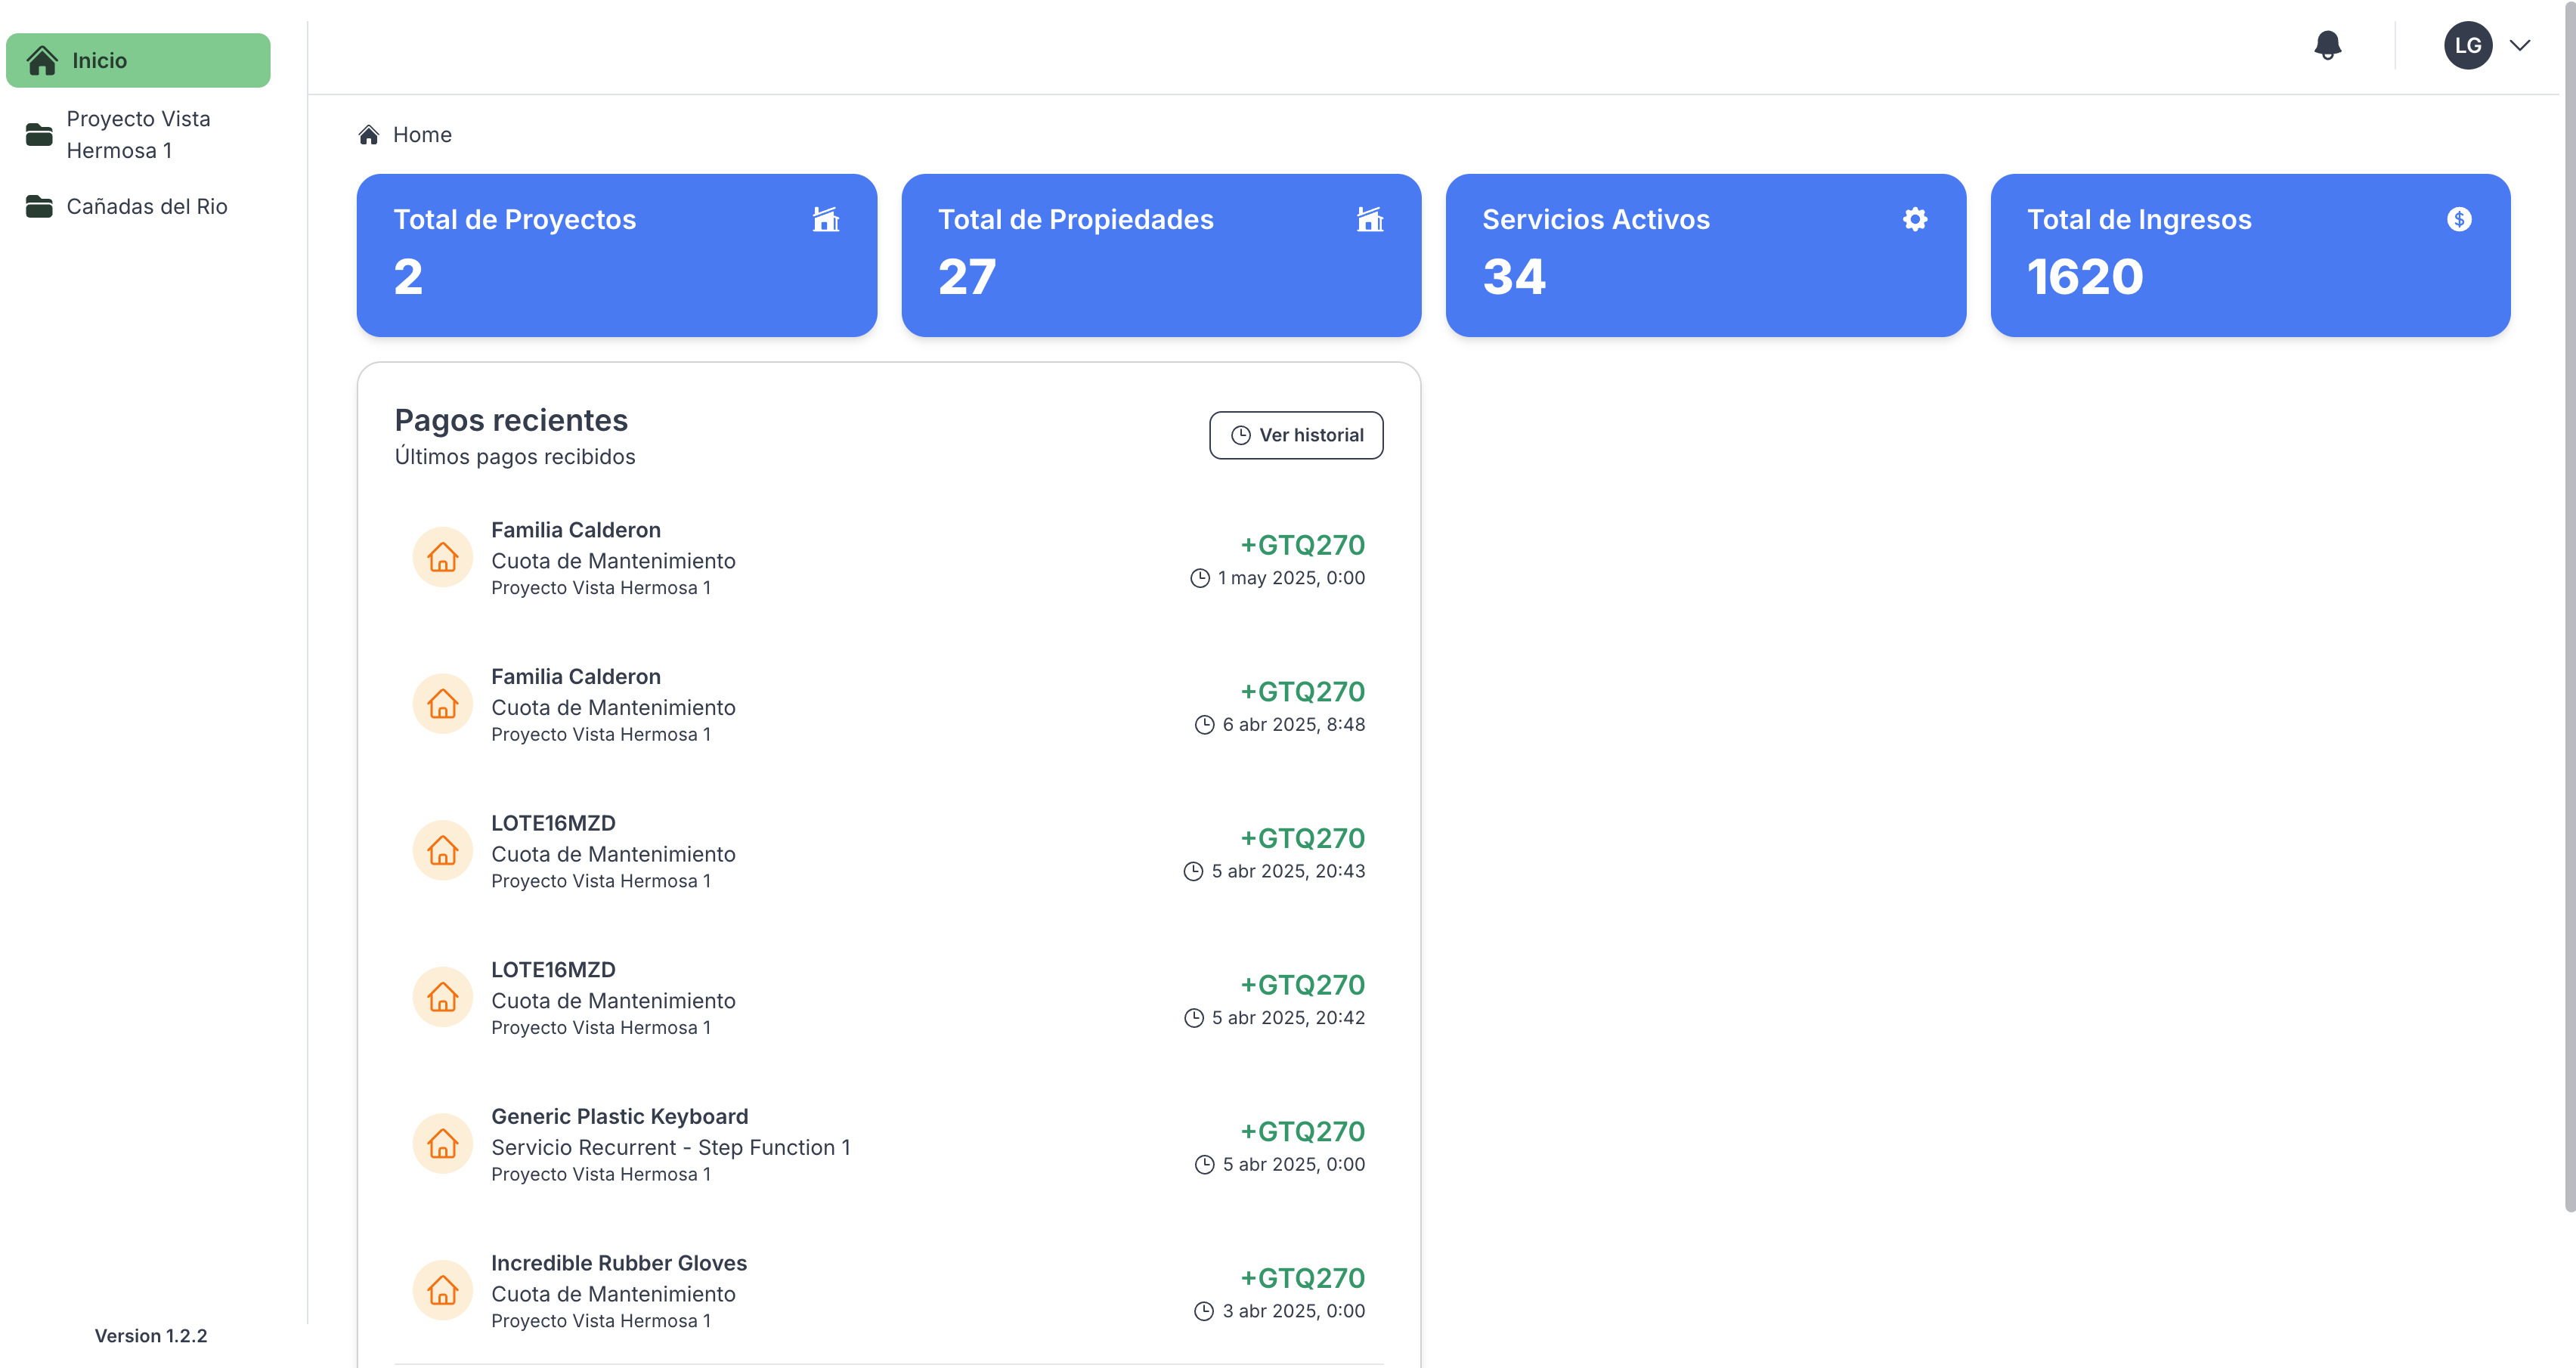 Inicio
Proyecto Vista
Hermosa 1
Cañadas del Rio
Version 1.2.2
LG
Home
Total de Proyectos
2
Total de Propiedades
27
Servicios Activos
34
Total de Ingresos
$
1620
Pagos recientes
Últimos pagos recibidos
Ver historial
Familia Calderon
Cuota de Mantenimiento
Proyecto Vista Hermosa 1
+GTQ270
1 may 2025, 0:00
Familia Calderon
Cuota de Mantenimiento
Proyecto Vista Hermosa 1
+GTQ270
6 abr 2025, 8:48
LOTE16MZD
Cuota de Mantenimiento
Proyecto Vista Hermosa 1
+GTQ270
5 abr 2025, 20:43
LOTE16MZD
Cuota de Mantenimiento
Proyecto Vista Hermosa 1
+GTQ270
5 abr 2025, 20:42
Generic Plastic Keyboard
Servicio Recurrent - Step Function 1
Proyecto Vista Hermosa 1
+GTQ270
5 abr 2025, 0:00
Incredible Rubber Gloves
Cuota de Mantenimiento
Proyecto Vista Hermosa 1
+GTQ270
3 abr 2025, 0:00